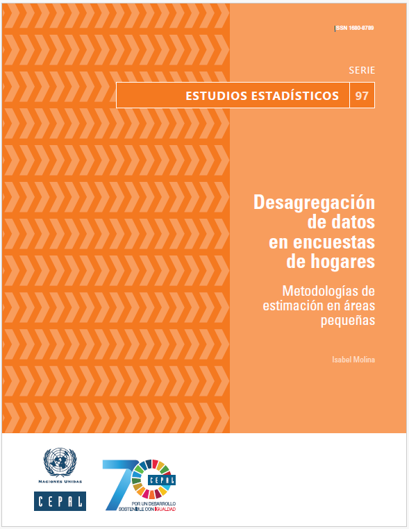 ISSN 1680-8789
SERIE
ESTUDIOS ESTADÍSTICOS 97
Desagregación
de datos
en encuestas
de hogares
Metodologías de
estimación en áreas
pequeñas
Isabel Molina
NACIONES UNIDAS
CEPAL
70
CEPAL
POR UN DESARROLLO
SOSTENIBLE CON IGUALDAD